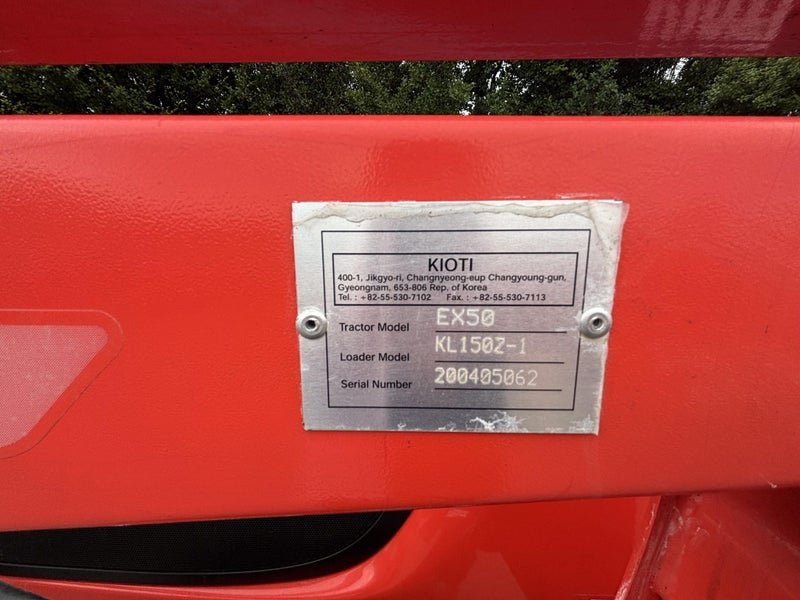 KIOTI
400-1, Jikgyo-ri, Changnyeong-eup Changyoung-gun,
Gyeongnam, 653-806 Rep. of Korea
Tel. : +82-55-530-7102 Fax. : +82-55-530-7113
Tractor Model EX50
Loader Model KL150Z-1
Serial Number 200405062